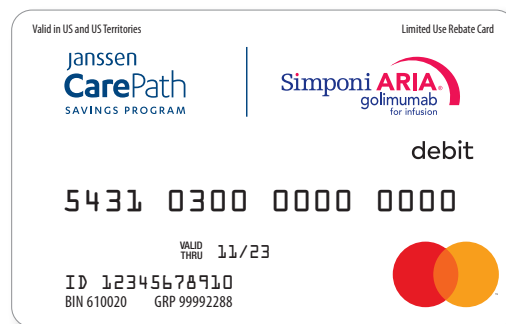 Valid in US and US Territories
Limited Use Rebate Card
Janssen
CarePath
SAVINGS PROGRAM
Simponi ARIA®
golimumab
for infusion
debit
5431 0300 0000 0000
VALID THRU 11/23
ID 12345678910
BIN 610020 GRP 99992288